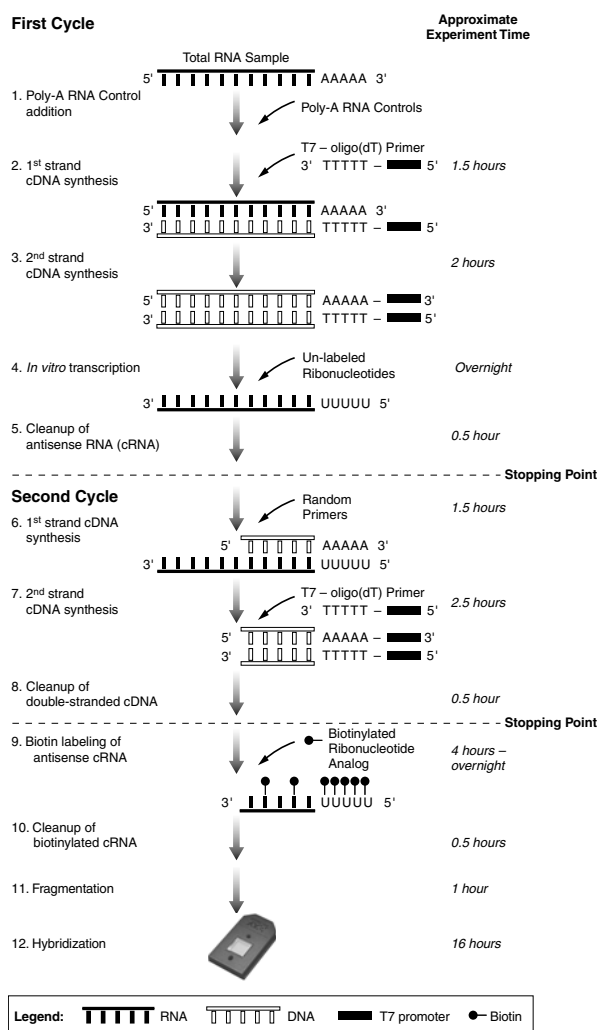 First Cycle
Approximate
Experiment Time
Total RNA Sample
5' AAAAA 3'
1. Poly-A RNA Control
addition
Poly-A RNA Controls
T7 – oligo(dT) Primer
3' TTTTT – 5'
2. 1st strand
cDNA synthesis
1.5 hours
5' AAAAA 3'
3' TTTTT – 5'
3. 2nd strand
cDNA synthesis
2 hours
5' AAAAA – 3'
3' TTTTT – 5'
4. In vitro transcription
Un-labeled
Ribonucleotides
Overnight
3' UUUUU 5'
5. Cleanup of
antisense RNA (cRNA)
0.5 hour
Stopping Point
Second Cycle
6. 1st strand cDNA
synthesis
Random
Primers
1.5 hours
5' AAAAA 3'
3' UUUUU 5'
7. 2nd strand
cDNA synthesis
T7 – oligo(dT) Primer
3' TTTTT – 5'
2.5 hours
5' AAAAA – 3'
3' TTTTT – 5'
8. Cleanup of
double-stranded cDNA
0.5 hour
Stopping Point
9. Biotin labeling of
antisense cRNA
Biotinylated
Ribonucleotide
Analog
4 hours –
overnight
3' UUUUU 5'
10. Cleanup of
biotinylated cRNA
0.5 hours
11. Fragmentation
1 hour
12. Hybridization
16 hours
Legend: RNA DNA T7 promoter Biotin